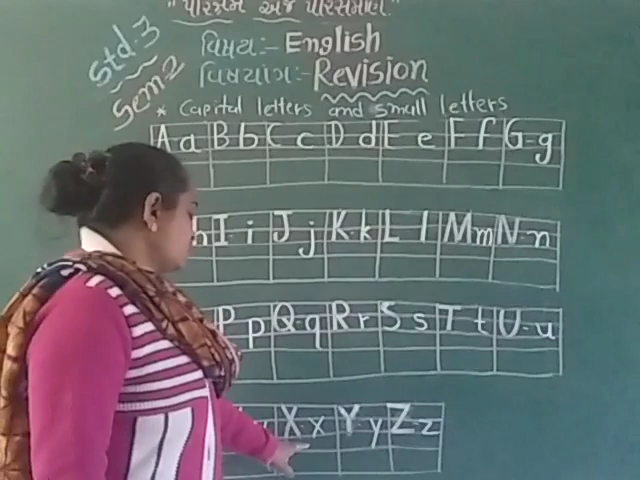 "પરિશ્રમ એજ પારસમણિ"
Std.3
Sem 2
વિષય:- English
વિષયાંગ:- Revision
* Capital letters and small letters
A a B b C c D d E e F f G g
h I i J j K k L l M m N n
P p Q q R r S s T t U u
X x Y y Z z